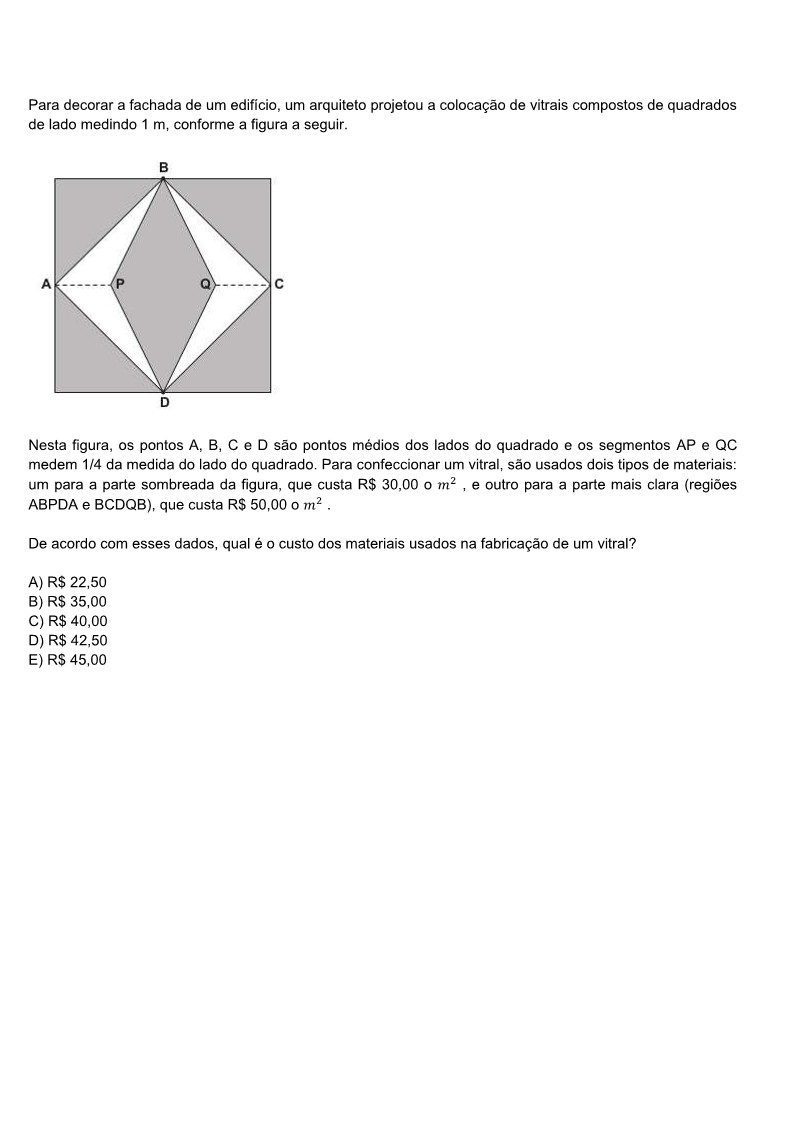 Para decorar a fachada de um edifício, um arquiteto projetou a colocação de vitrais compostos de quadrados
de lado medindo 1 m, conforme a figura a seguir.
B
A P Q C
D
Nesta figura, os pontos A, B, C e D são pontos médios dos lados do quadrado e os segmentos AP e QC
medem 1/4 da medida do lado do quadrado. Para confeccionar um vitral, são usados dois tipos de materiais:
um para a parte sombreada da figura, que custa R$ 30,00 o m² , e outro para a parte mais clara (regiões
ABPDA e BCDQB), que custa R$ 50,00 o m² .
De acordo com esses dados, qual é o custo dos materiais usados na fabricação de um vitral?
A) R$ 22,50
B) R$ 35,00
C) R$ 40,00
D) R$ 42,50
E) R$ 45,00